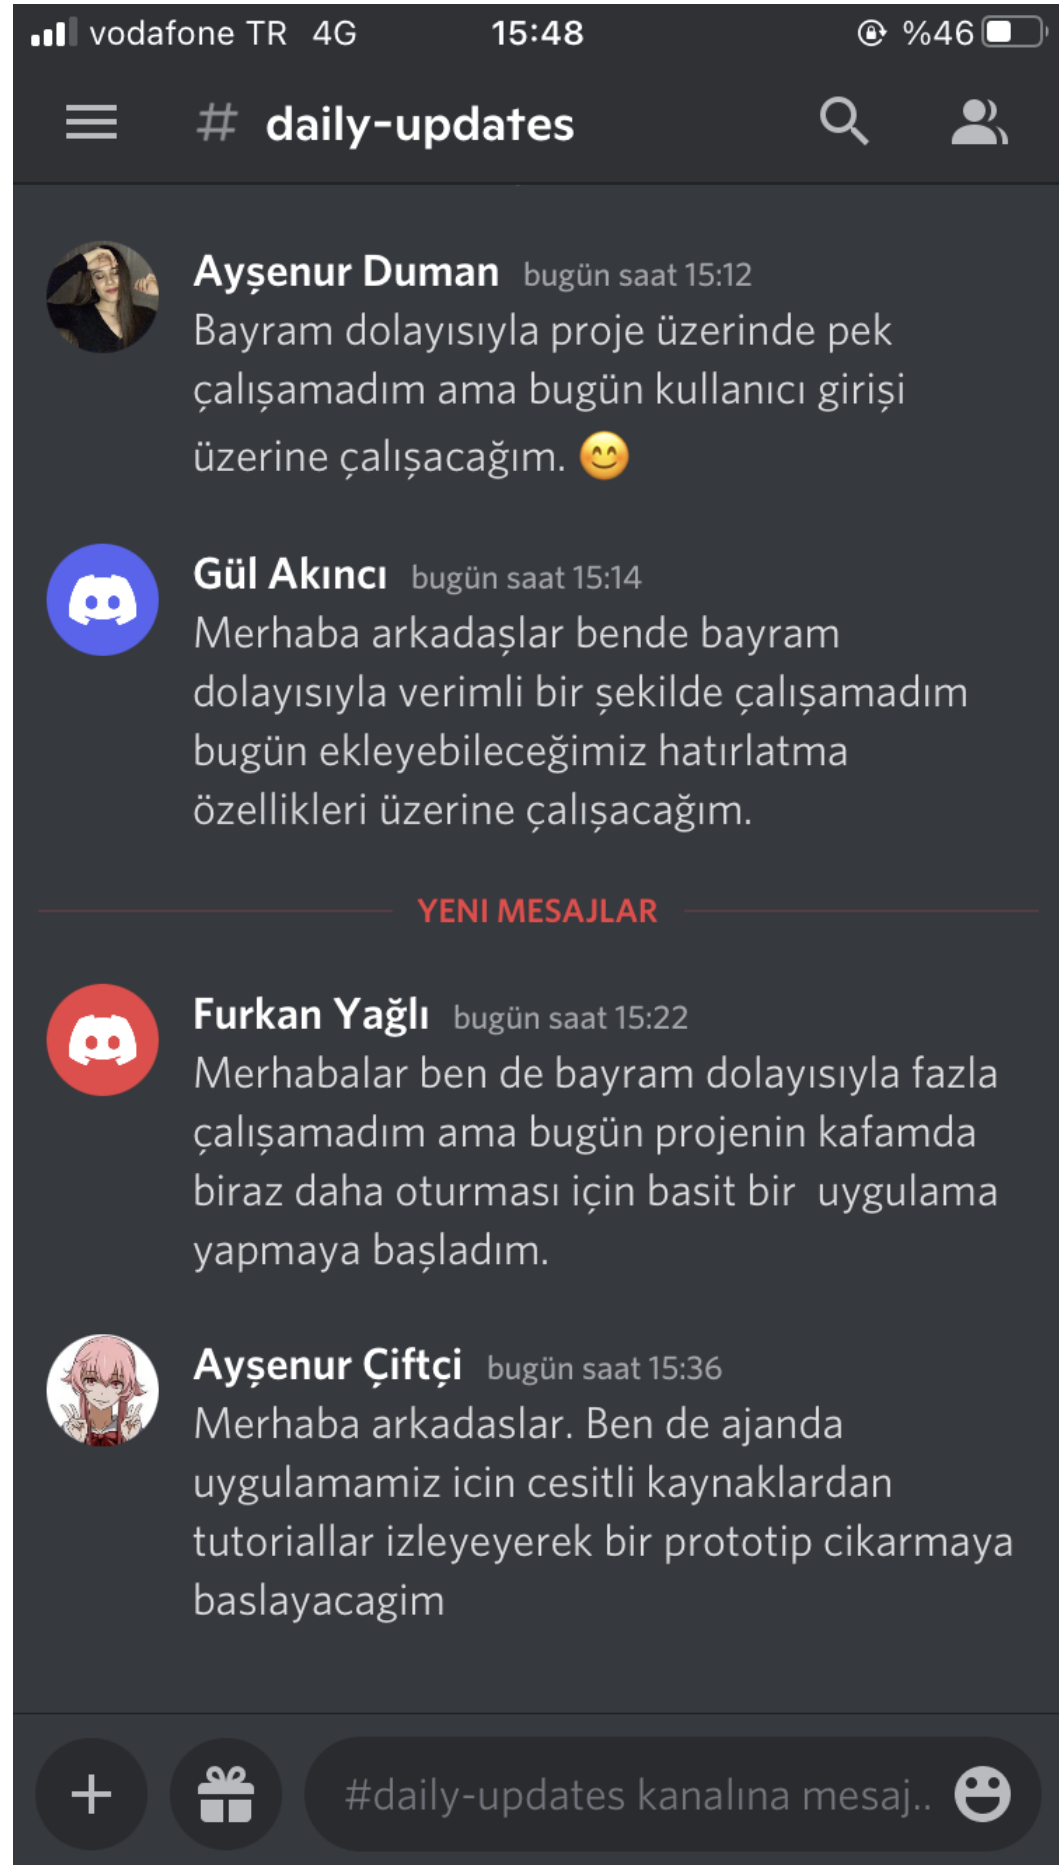 vodafone TR 4G 15:48 %46
# daily-updates
Ayşenur Duman bugün saat 15:12
Bayram dolayısıyla proje üzerinde pek
çalışamadım ama bugün kullanıcı girişi
üzerine çalışacağım. 😊
Gül Akıncı bugün saat 15:14
Merhaba arkadaşlar bende bayram
dolayısıyla verimli bir şekilde çalışamadım
bugün ekleyebileceğimiz hatırlatma
özellikleri üzerine çalışacağım.
YENI MESAJLAR
Furkan Yağlı bugün saat 15:22
Merhabalar ben de bayram dolayısıyla fazla
çalışamadım ama bugün projenin kafamda
biraz daha oturması için basit bir  uygulama
yapmaya başladım.
Ayşenur Çiftçi bugün saat 15:36
Merhaba arkadaslar. Ben de ajanda
uygulamamiz icin cesitli kaynaklardan
tutoriallar izleyeyerek bir prototip cikarmaya
baslayacagim
#daily-updates kanalına mesaj..